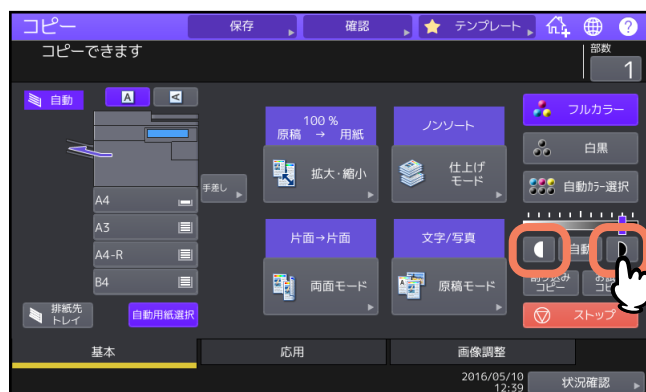 コピー
保存
確認
テンプレート
?
コピーできます
部数
1
自動
A
A
100 %
原稿 → 用紙
ノンソート
フルカラー
拡大・縮小
仕上げ
モード
白黒
自動カラー選択
手差し
A4
A3
A4-R
B4
片面→片面
文字/写真
自動
両面モード
原稿モード
割り込み
コピー
排紙先
トレイ
自動用紙選択
ストップ
基本
応用
画像調整
2016/05/10
12:39
状況確認